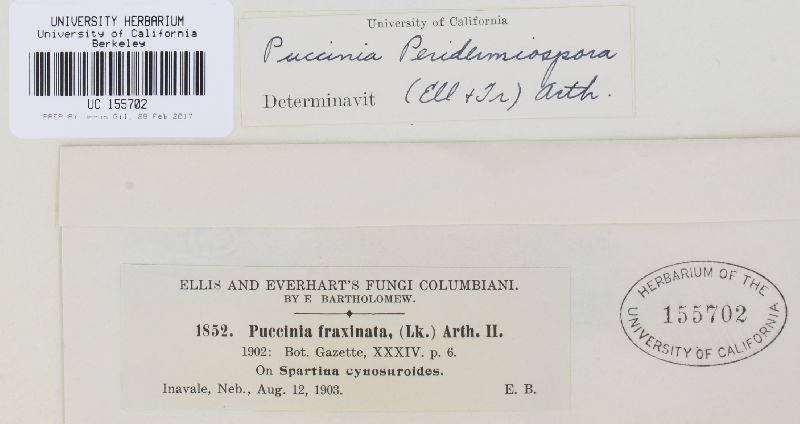 UNIVERSITY HERBARIUM
University of California
Berkeley
UC 155702
University of California
Puccinia Peridermiospora
Determinavit (Ell + Tr) Arth.
ELLIS AND EVERHART'S FUNGI COLUMBIANI.
BY E BARTHOLOMEW.
1852. Puccinia fraxinata, (Lk.) Arth. II.
1902: Bot. Gazette, XXXIV. p. 6.
On Spartina cynosuroides.
Inavale, Neb., Aug. 12, 1903. E. B.
HERBARIUM OF THE
155702
UNIVERSITY OF CALIFORNIA